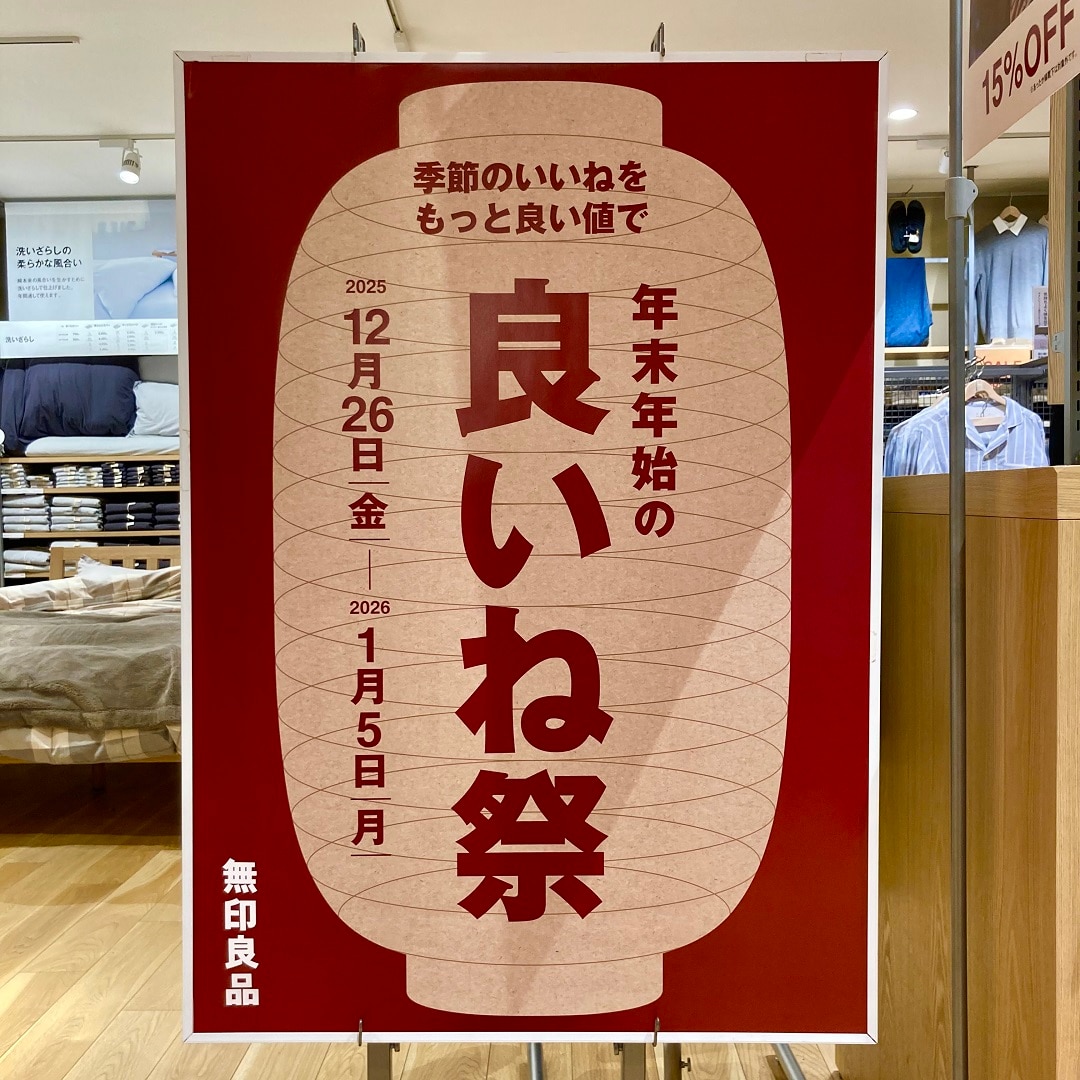 季節のいいねを
もっと良い値で
年末年始の
良いね祭
2025
12月26日(金)
—
2026
1月5日(月)
無印良品
15%OFF
洗いざらしの
柔らかな風合い
洗いざらし